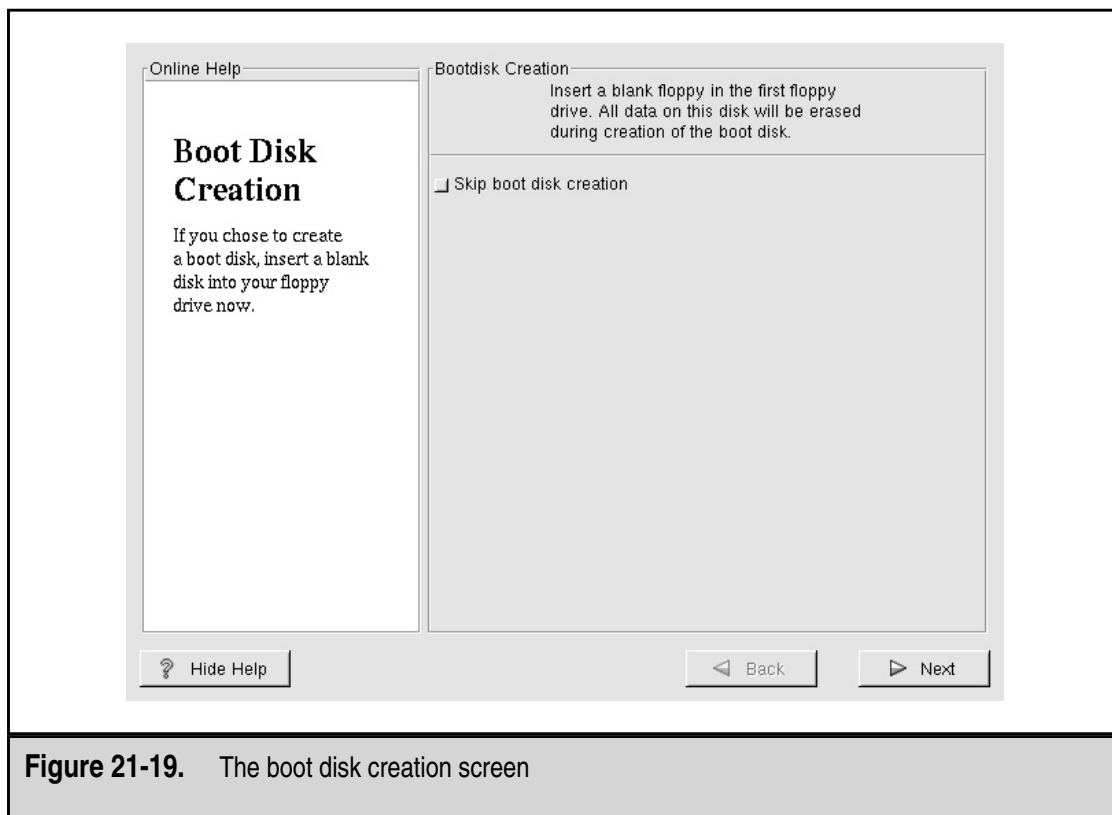 Online Help
Boot Disk
Creation
If you chose to create
a boot disk, insert a blank
disk into your floppy
drive now.
Bootdisk Creation
Insert a blank floppy in the first floppy
drive. All data on this disk will be erased
during creation of the boot disk.
Skip boot disk creation
? Hide Help
Back
Next
Figure 21-19. The boot disk creation screen